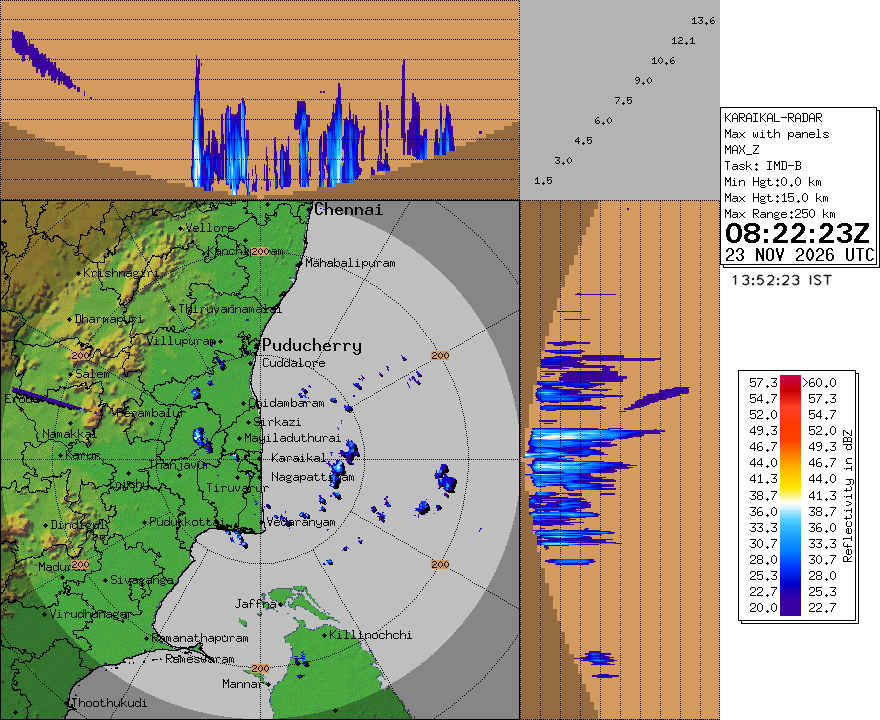 13.6
12.1
10.6
9.0
7.5
6.0
4.5
3.0
1.5
KARAIKAL-RADAR
Max with panels
MAX_Z
Task: IMD-B
Min Hgt:0.0 km
Max Hgt:15.0 km
Max Range:250 km
08:22:23Z
23 NOV 2026 UTC
13:52:23 IST
Chennai
Vellore
200
Mahabalipuram
Krishnagiri
Thiruvannamalai
Dharmapuri
Villupuram
Puducherry
200
200
Cuddalore
Salem
Chidambaram
Perambalur
Sirkazi
Namakkal
Mayiladuthurai
Karur
Karaikal
Thanjavur
Nagapattinam
Tiruvarur
Dindigul
Pudukkottai
Vedaranyam
200
200
Madurai
Sivaganga
Jaffna
Virudhunagar
Killinochchi
Ramanathapuram
Rameswaram
200
Mannar
Thoothukudi
57.3 >60.0
54.7 57.3
52.0 54.7
49.3 52.0
46.7 49.3
44.0 46.7
41.3 44.0
38.7 41.3
36.0 38.7
33.3 36.0
30.7 33.3
28.0 30.7
25.3 28.0
22.7 25.3
20.0 22.7
Reflectivity in dBZ